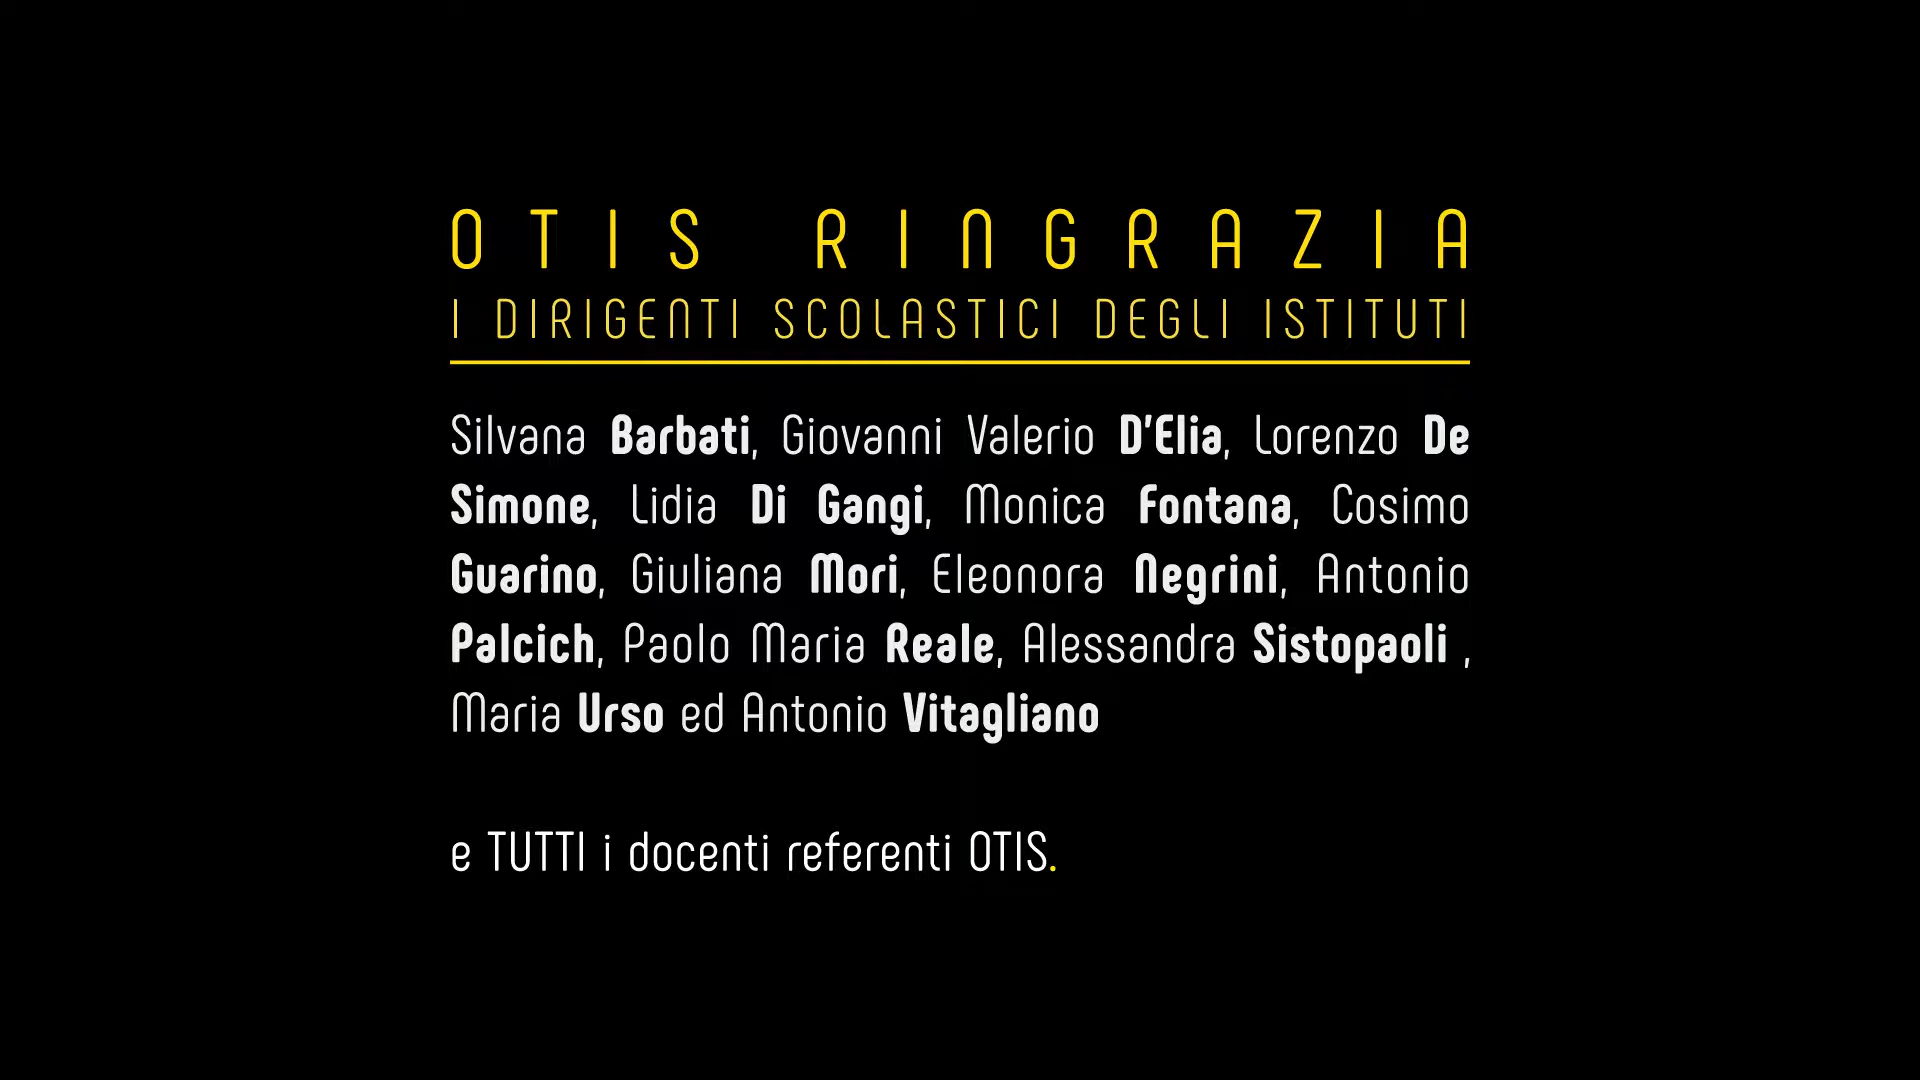 OTIS RINGRAZIA
I DIRIGENTI SCOLASTICI DEGLI ISTITUTI
Silvana Barbati, Giovanni Valerio D'Elia, Lorenzo De
Simone, Lidia Di Gangi, Monica Fontana, Cosimo
Guarino, Giuliana Mori, Eleonora Negrini, Antonio
Palcich, Paolo Maria Reale, Alessandra Sistopaoli ,
Maria Urso ed Antonio Vitagliano
e TUTTI i docenti referenti OTIS.